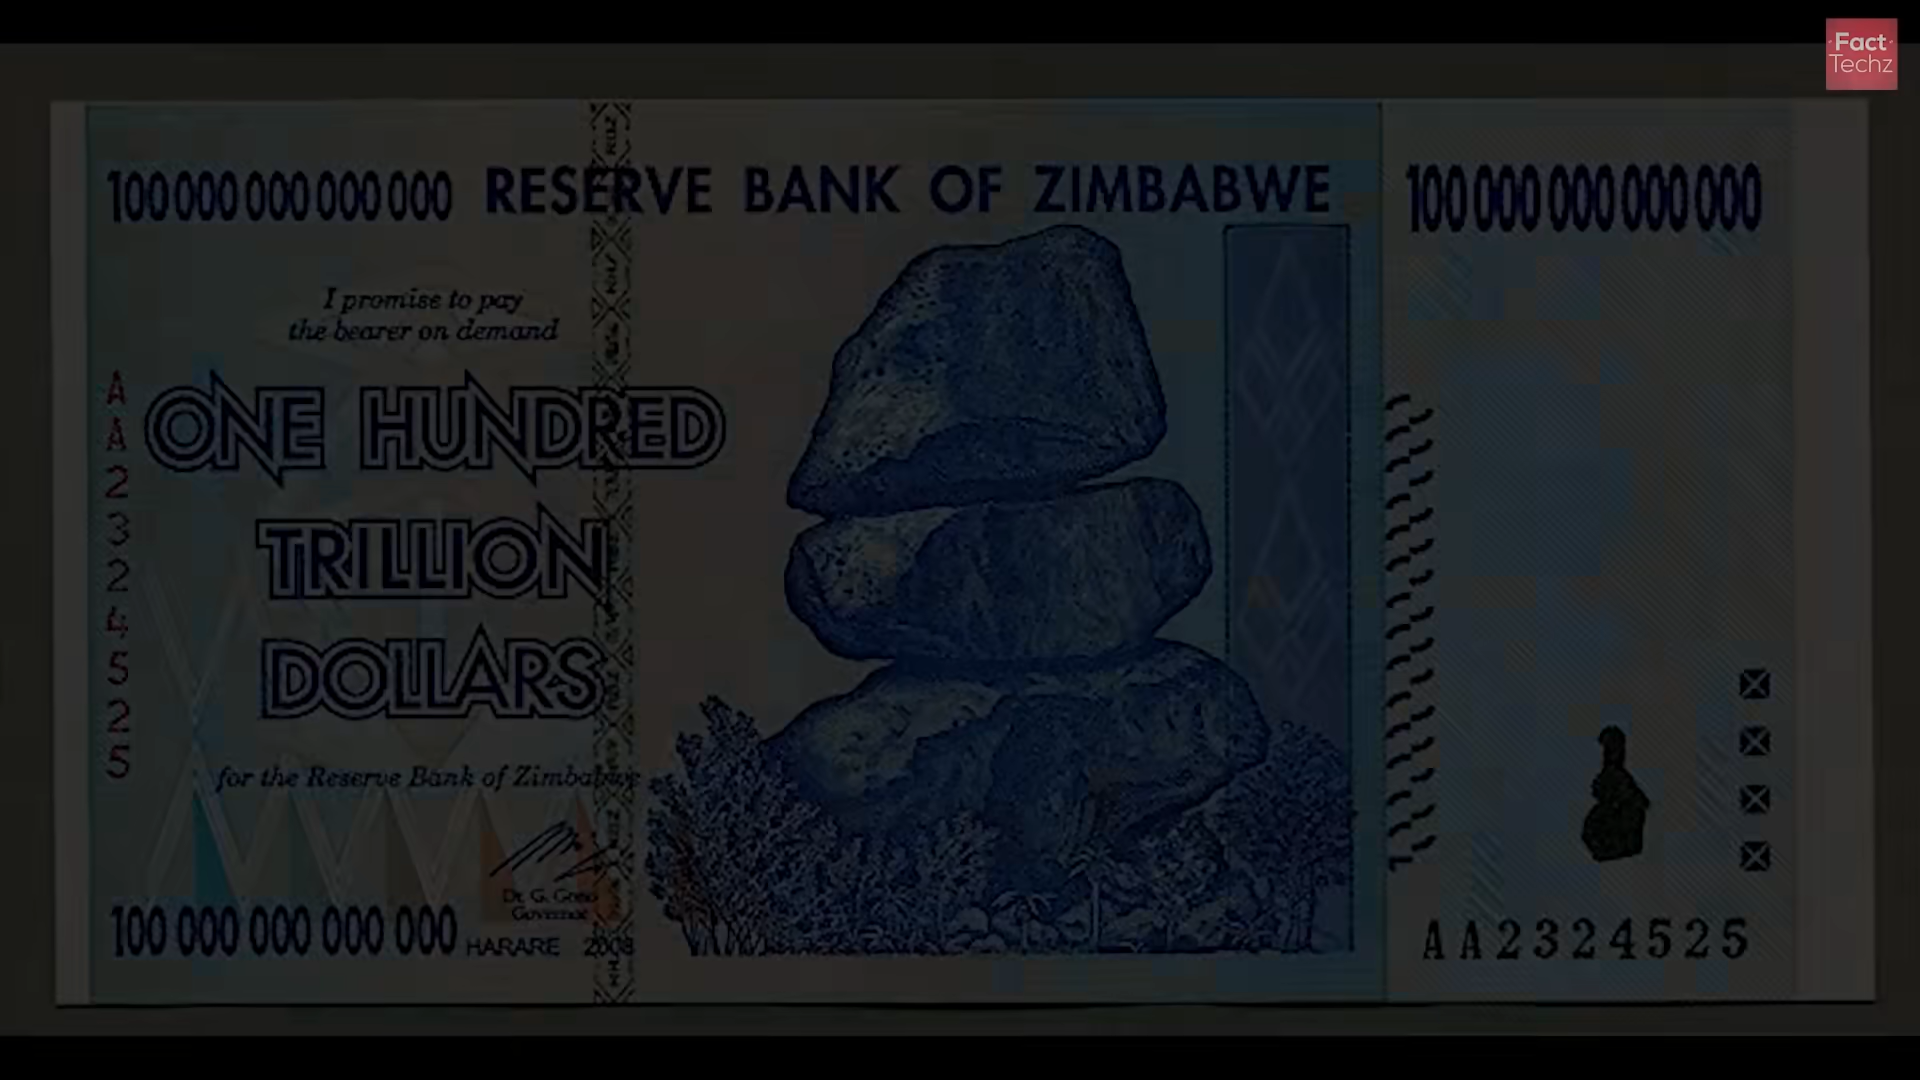 Fact
Techz
100 000 000 000 000 RESERVE BANK OF ZIMBABWE 100 000 000 000 000
I promise to pay
the bearer on demand
ONE HUNDRED
TRILLION
DOLLARS
AA2324525
for the Reserve Bank of Zimbabwe
Dr. G. Gono
Governor
100 000 000 000 000 HARARE 2008
AA2324525